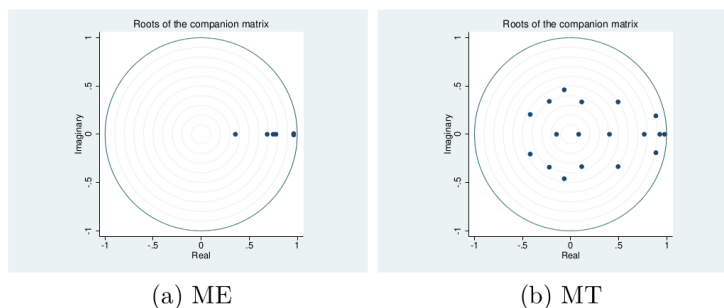 Roots of the companion matrix
1
.5
0
-.5
-1
Imaginary
-1 -.5 0 .5 1
Real
(a) ME
Roots of the companion matrix
1
.5
0
-.5
-1
Imaginary
-1 -.5 0 .5 1
Real
(b) MT